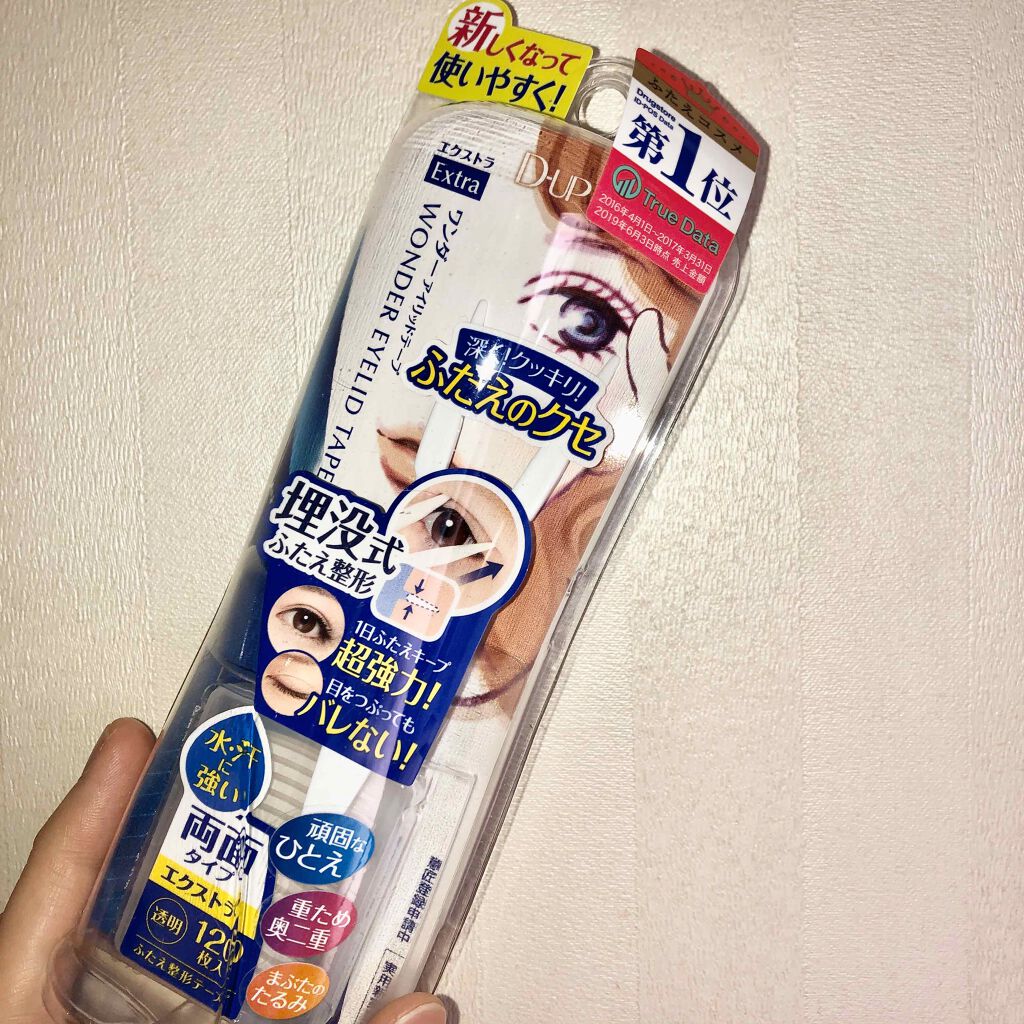 新しくなって
使いやすく!
ふたえコスメ
Drugstore
ID-POS Data
第1位
True Data
2016年4月1日~2017年3月31日
2019年6月3日時点 売上金額
エクストラ
Extra
D-UP
ワンダーアイリッドテープ
WONDER EYELID TAPE
クッキリ!
ふたえのクセ
埋没式
ふたえ整形
1日ふたえキープ
超強力!
目をつぶっても
バレない!
水・汗
に
強い
両面
タイプ
エクストラ
透明
120
枚入
ふたえ整形テープ
頑固な
ひとえ
重ため
奥二重
まぶたの
たるみ
意匠登録申請中
実用新